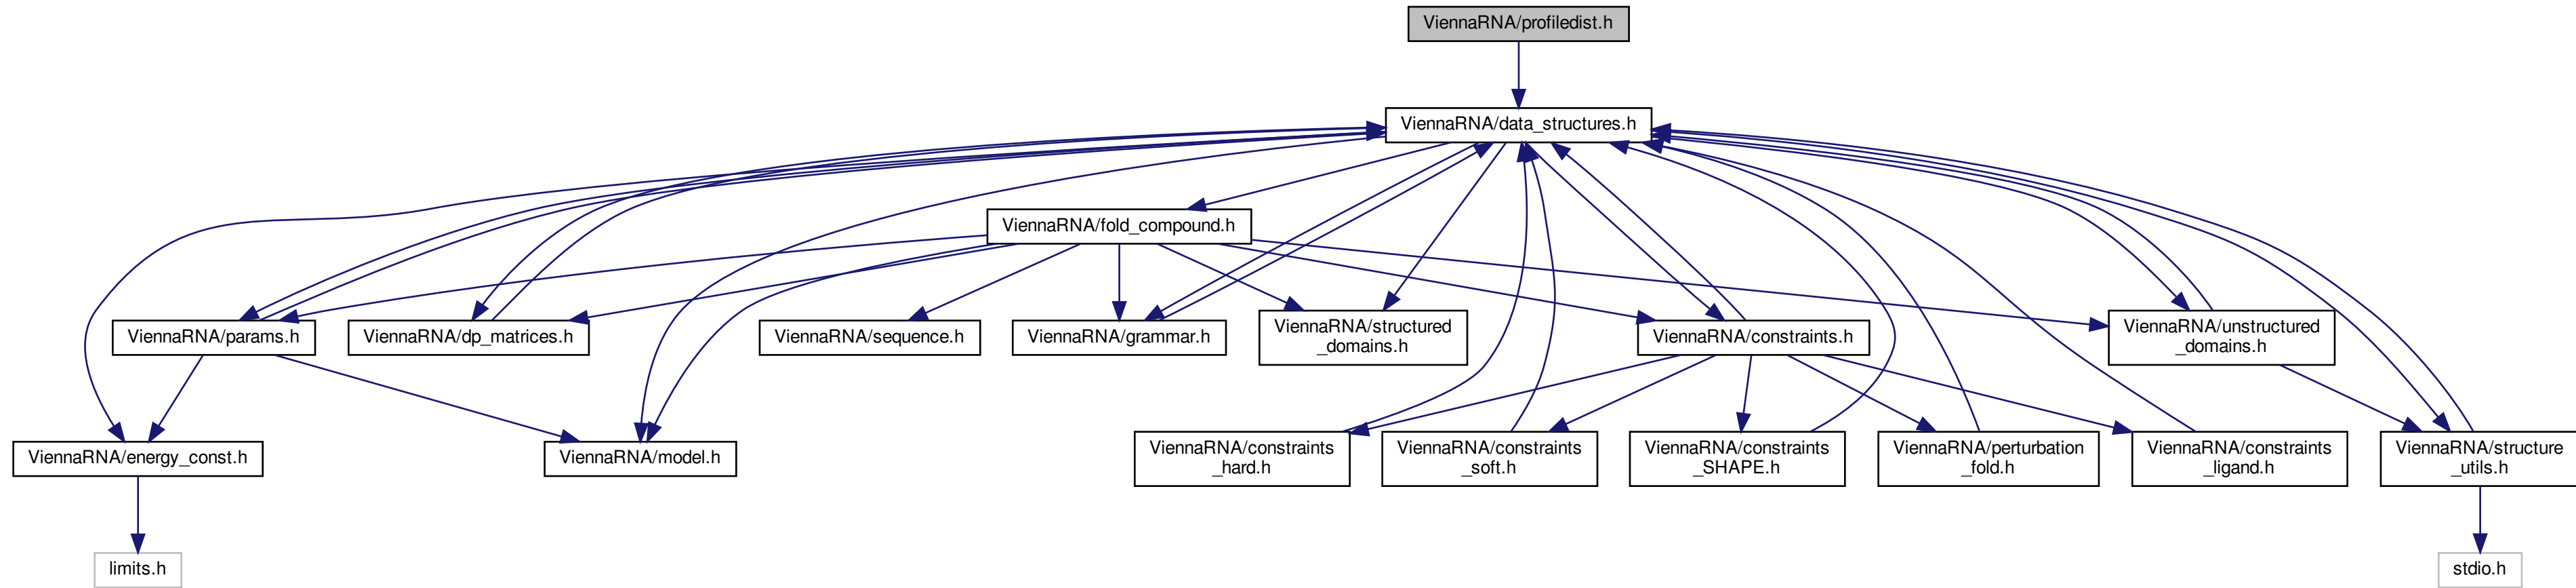 ViennaRNA/profiledist.h
ViennaRNA/data_structures.h
ViennaRNA/fold_compound.h
ViennaRNA/params.h
ViennaRNA/dp_matrices.h
ViennaRNA/sequence.h
ViennaRNA/grammar.h
ViennaRNA/structured
_domains.h
ViennaRNA/constraints.h
ViennaRNA/unstructured
_domains.h
ViennaRNA/energy_const.h
ViennaRNA/model.h
ViennaRNA/constraints
_hard.h
ViennaRNA/constraints
_soft.h
ViennaRNA/constraints
_SHAPE.h
ViennaRNA/perturbation
_fold.h
ViennaRNA/constraints
_ligand.h
ViennaRNA/structure
_utils.h
limits.h
stdio.h